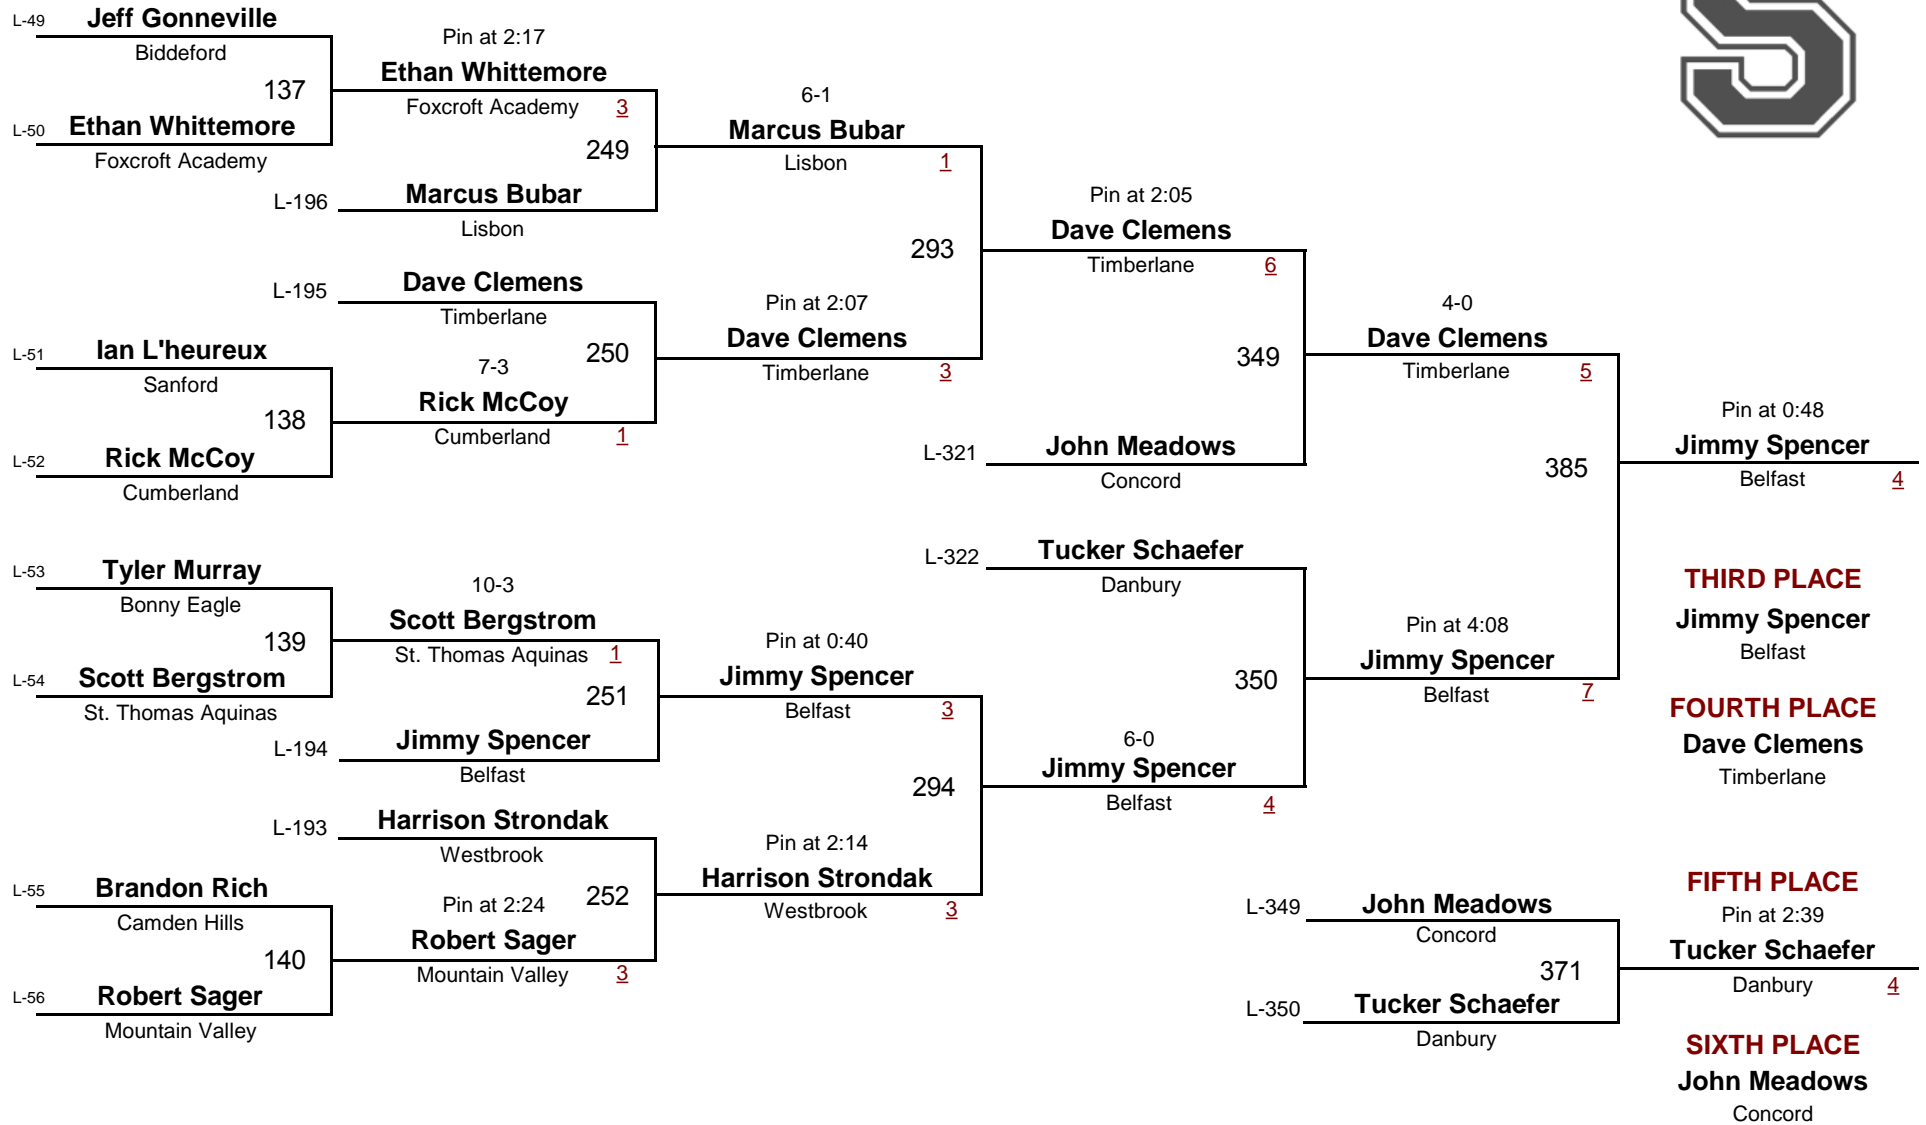 L-49 Jeff Gonneville
Biddeford
137
L-50 Ethan Whittemore
Foxcroft Academy
Pin at 2:17
Ethan Whittemore
Foxcroft Academy 3
249
L-196 Marcus Bubar
Lisbon
6-1
Marcus Bubar
Lisbon 1
293
L-195 Dave Clemens
Timberlane
250
L-51 Ian L'heureux
Sanford
138
L-52 Rick McCoy
Cumberland
7-3
Rick McCoy
Cumberland 1
Pin at 2:07
Dave Clemens
Timberlane 3
Pin at 2:05
Dave Clemens
Timberlane 6
349
L-321 John Meadows
Concord
4-0
Dave Clemens
Timberlane 5
385
L-53 Tyler Murray
Bonny Eagle
139
L-54 Scott Bergstrom
St. Thomas Aquinas
10-3
Scott Bergstrom
St. Thomas Aquinas 1
251
L-194 Jimmy Spencer
Belfast
Pin at 0:40
Jimmy Spencer
Belfast 3
294
L-193 Harrison Strondak
Westbrook
252
L-55 Brandon Rich
Camden Hills
140
L-56 Robert Sager
Mountain Valley
Pin at 2:24
Robert Sager
Mountain Valley 3
Pin at 2:14
Harrison Strondak
Westbrook 3
L-322 Tucker Schaefer
Danbury
350
6-0
Jimmy Spencer
Belfast 4
Pin at 4:08
Jimmy Spencer
Belfast 7
Pin at 0:48
Jimmy Spencer
Belfast 4
THIRD PLACE
Jimmy Spencer
Belfast
FOURTH PLACE
Dave Clemens
Timberlane
L-349 John Meadows
Concord
371
L-350 Tucker Schaefer
Danbury
FIFTH PLACE
Pin at 2:39
Tucker Schaefer
Danbury 4
SIXTH PLACE
John Meadows
Concord
S